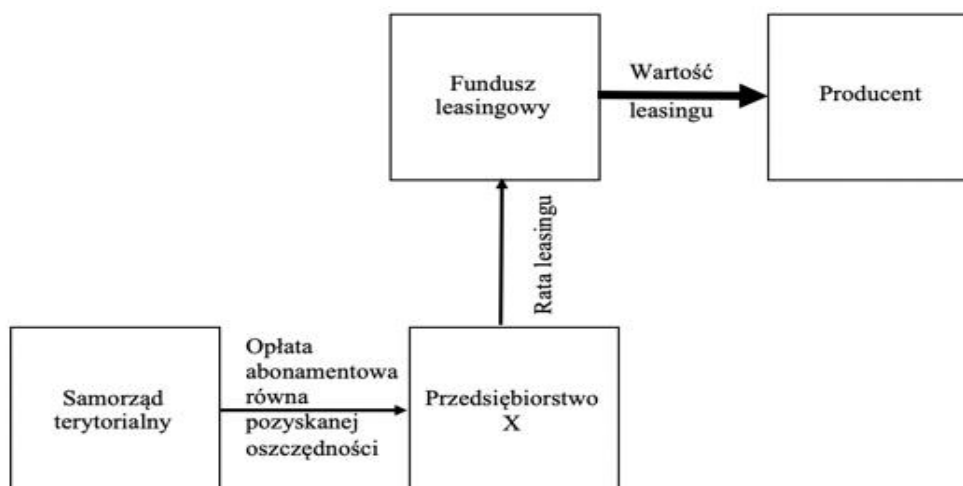 Fundusz
leasingowy
Wartość
leasingu
Producent
Rata leasingu
Samorząd
terytorialny
Opłata
abonamentowa
równa
pozyskanej
oszczędności
Przedsiębiorstwo
X